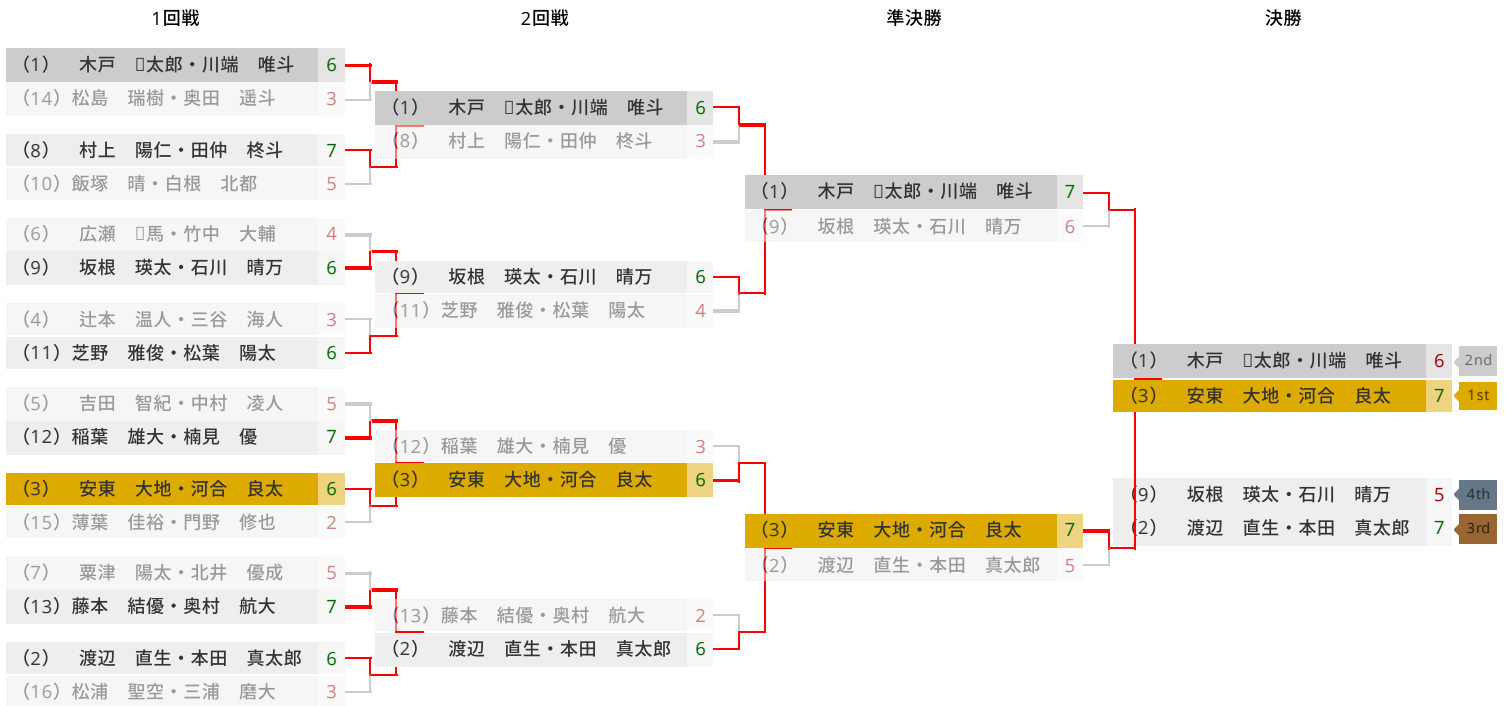 1回戦
2回戦
準決勝
決勝
(1) 木戸 ▯太郎・川端 唯斗 6
(14) 松島 瑞樹・奥田 遥斗 3
(8) 村上 陽仁・田仲 柊斗 7
(10) 飯塚 晴・白根 北都 5
(6) 広瀬 ▯馬・竹中 大輔 4
(9) 坂根 瑛太・石川 晴万 6
(4) 辻本 温人・三谷 海人 3
(11) 芝野 雅俊・松葉 陽太 6
(5) 吉田 智紀・中村 凌人 5
(12) 稲葉 雄大・楠見 優 7
(3) 安東 大地・河合 良太 6
(15) 薄葉 佳裕・門野 修也 2
(7) 粟津 陽太・北井 優成 5
(13) 藤本 結優・奥村 航大 7
(2) 渡辺 直生・本田 真太郎 6
(16) 松浦 聖空・三浦 磨大 3
(1) 木戸 ▯太郎・川端 唯斗 6
(8) 村上 陽仁・田仲 柊斗 3
(9) 坂根 瑛太・石川 晴万 6
(11) 芝野 雅俊・松葉 陽太 4
(12) 稲葉 雄大・楠見 優 3
(3) 安東 大地・河合 良太 6
(13) 藤本 結優・奥村 航大 2
(2) 渡辺 直生・本田 真太郎 6
(1) 木戸 ▯太郎・川端 唯斗 7
(9) 坂根 瑛太・石川 晴万 6
(3) 安東 大地・河合 良太 7
(2) 渡辺 直生・本田 真太郎 5
(1) 木戸 ▯太郎・川端 唯斗 6 2nd
(3) 安東 大地・河合 良太 7 1st
(9) 坂根 瑛太・石川 晴万 5 4th
(2) 渡辺 直生・本田 真太郎 7 3rd